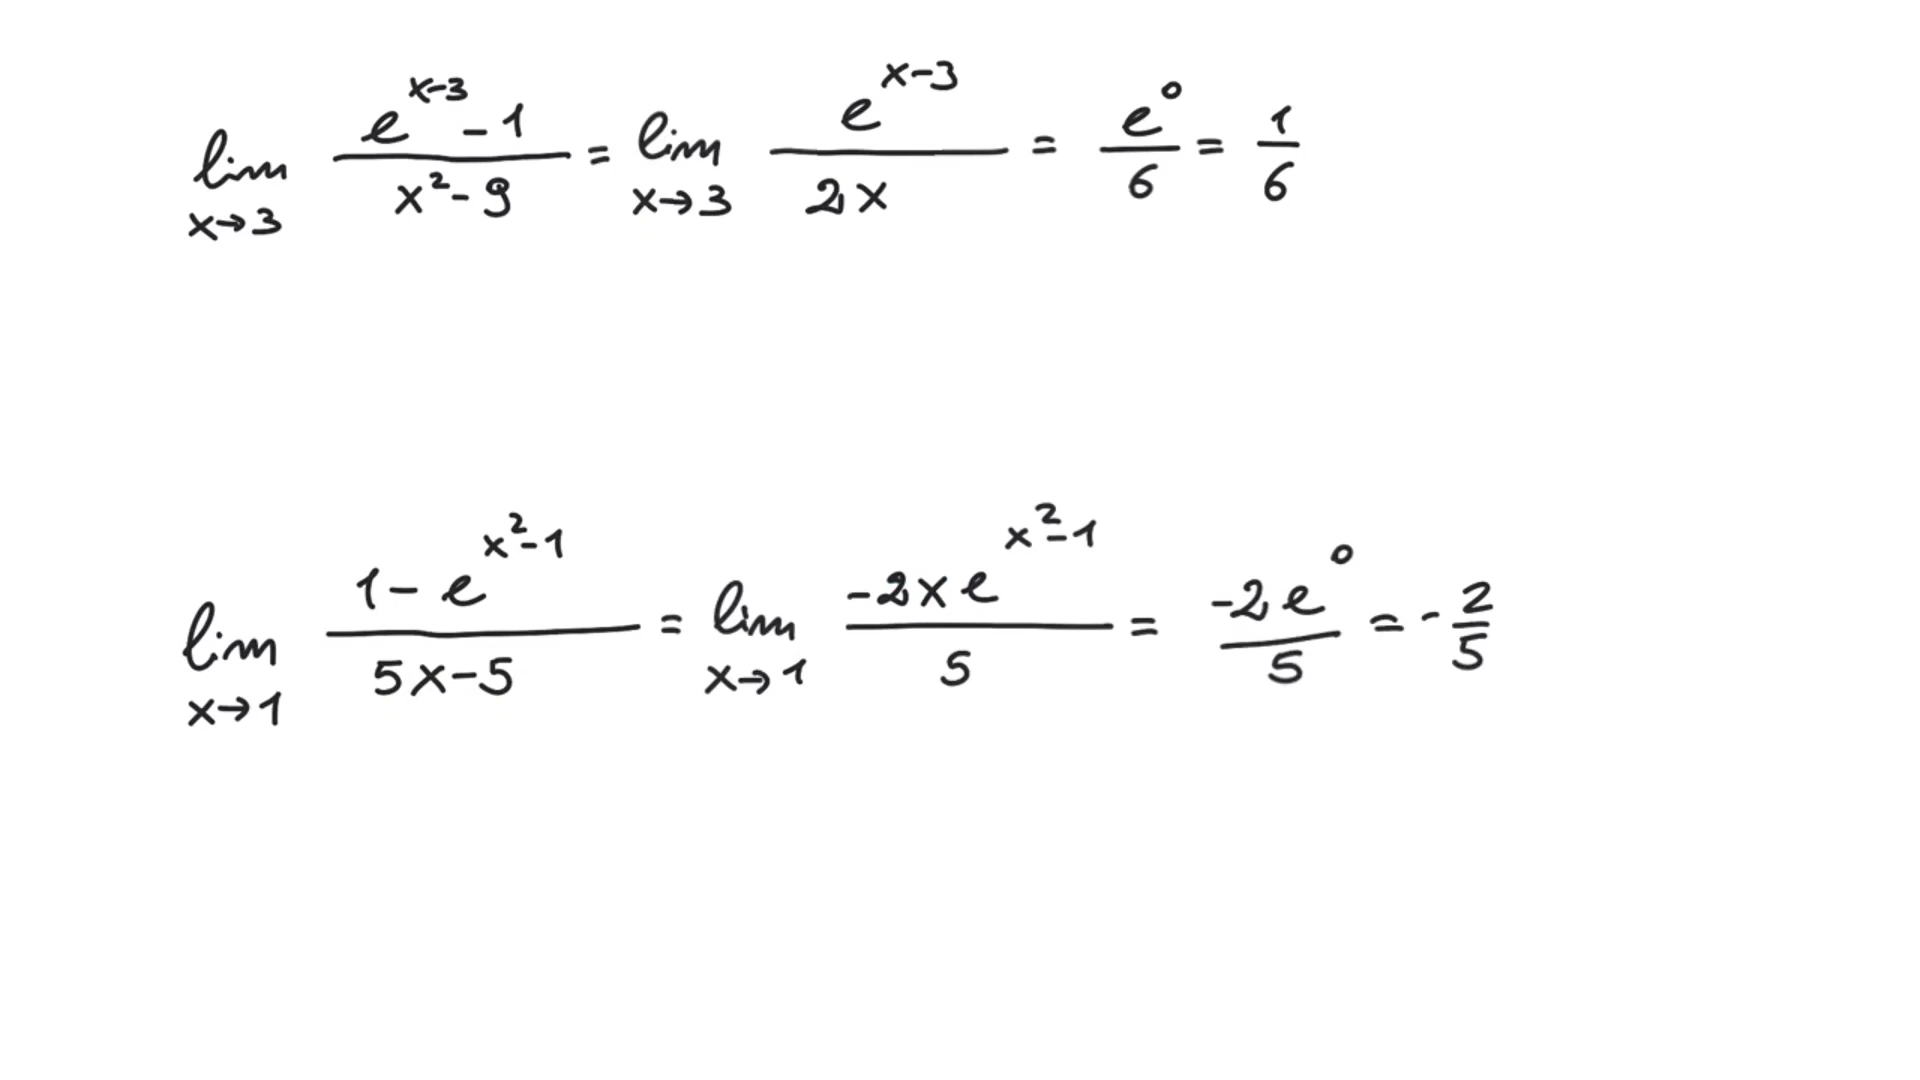 lim x→3 (e^(x-3) - 1)/(x² - 9) = lim x→3 e^(x-3)/(2x) = e^0/6 = 1/6
lim x→1 (1 - e^(x²-1))/(5x-5) = lim x→1 (-2xe^(x²-1))/5 = (-2e^0)/5 = -2/5